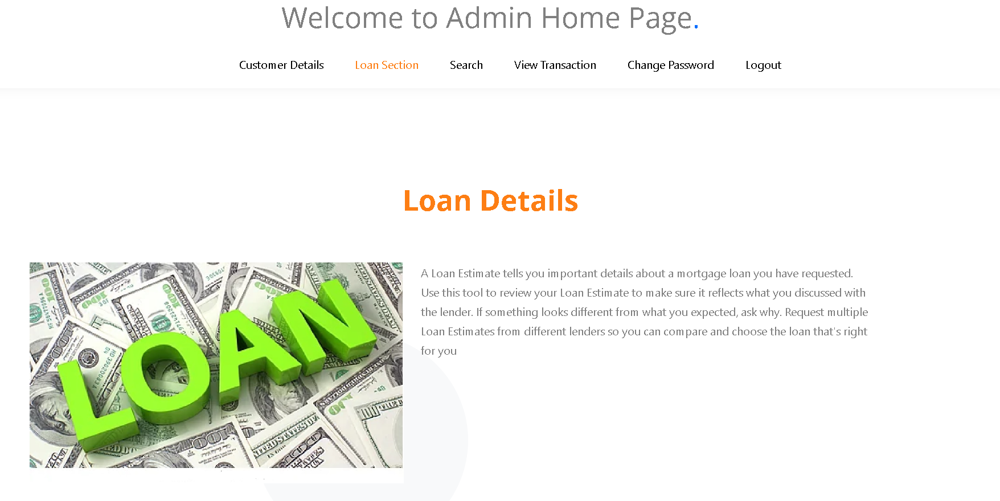 Welcome to Admin Home Page.
Customer Details Loan Section Search View Transaction Change Password Logout
Loan Details
A Loan Estimate tells you important details about a mortgage loan you have requested.
Use this tool to review your Loan Estimate to make sure it reflects what you discussed with
the lender. If something looks different from what you expected, ask why. Request multiple
Loan Estimates from different lenders so you can compare and choose the loan that's right
for you
LOAN